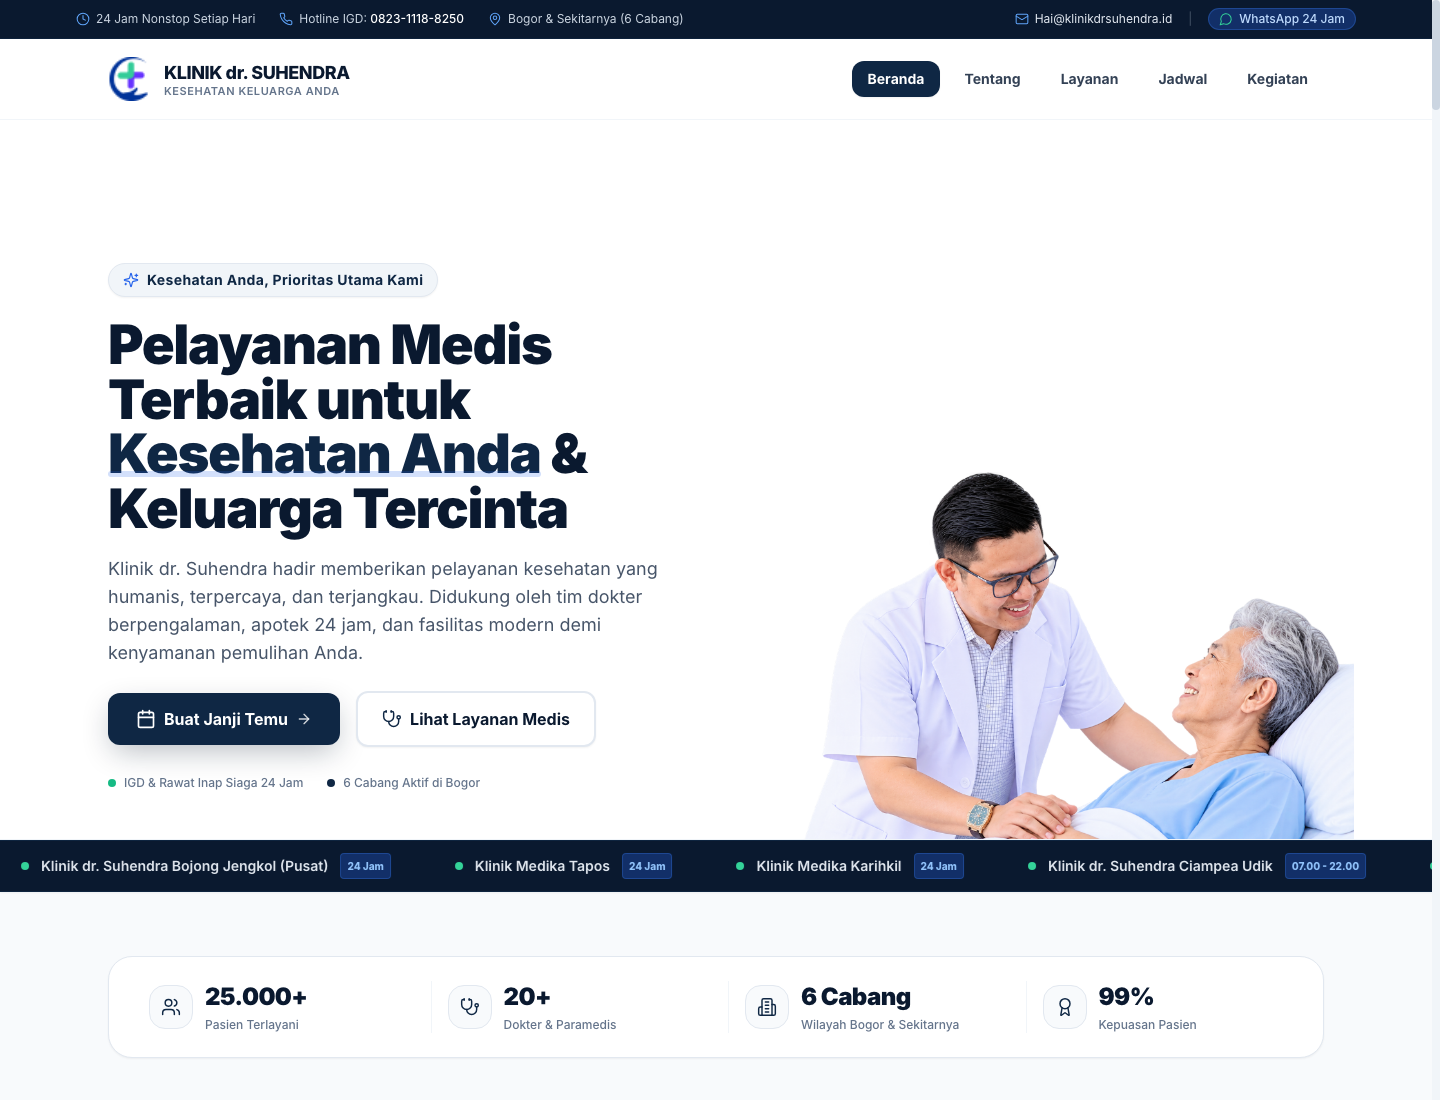 24 Jam Nonstop Setiap Hari
Hotline IGD: 0823-1118-8250
Bogor & Sekitarnya (6 Cabang)
Hai@klinikdrsuhendra.id
WhatsApp 24 Jam
KLINIK dr. SUHENDRA
KESEHATAN KELUARGA ANDA
Beranda
Tentang
Layanan
Jadwal
Kegiatan
Kesehatan Anda, Prioritas Utama Kami
Pelayanan Medis
Terbaik untuk
Kesehatan Anda &
Keluarga Tercinta
Klinik dr. Suhendra hadir memberikan pelayanan kesehatan yang
humanis, terpercaya, dan terjangkau. Didukung oleh tim dokter
berpengalaman, apotek 24 jam, dan fasilitas modern demi
kenyamanan pemulihan Anda.
Buat Janji Temu
Lihat Layanan Medis
IGD & Rawat Inap Siaga 24 Jam
6 Cabang Aktif di Bogor
Klinik dr. Suhendra Bojong Jengkol (Pusat) 24 Jam
Klinik Medika Tapos 24 Jam
Klinik Medika Karihkil 24 Jam
Klinik dr. Suhendra Ciampea Udik 07.00 - 22.00
25.000+
Pasien Terlayani
20+
Dokter & Paramedis
6 Cabang
Wilayah Bogor & Sekitarnya
99%
Kepuasan Pasien